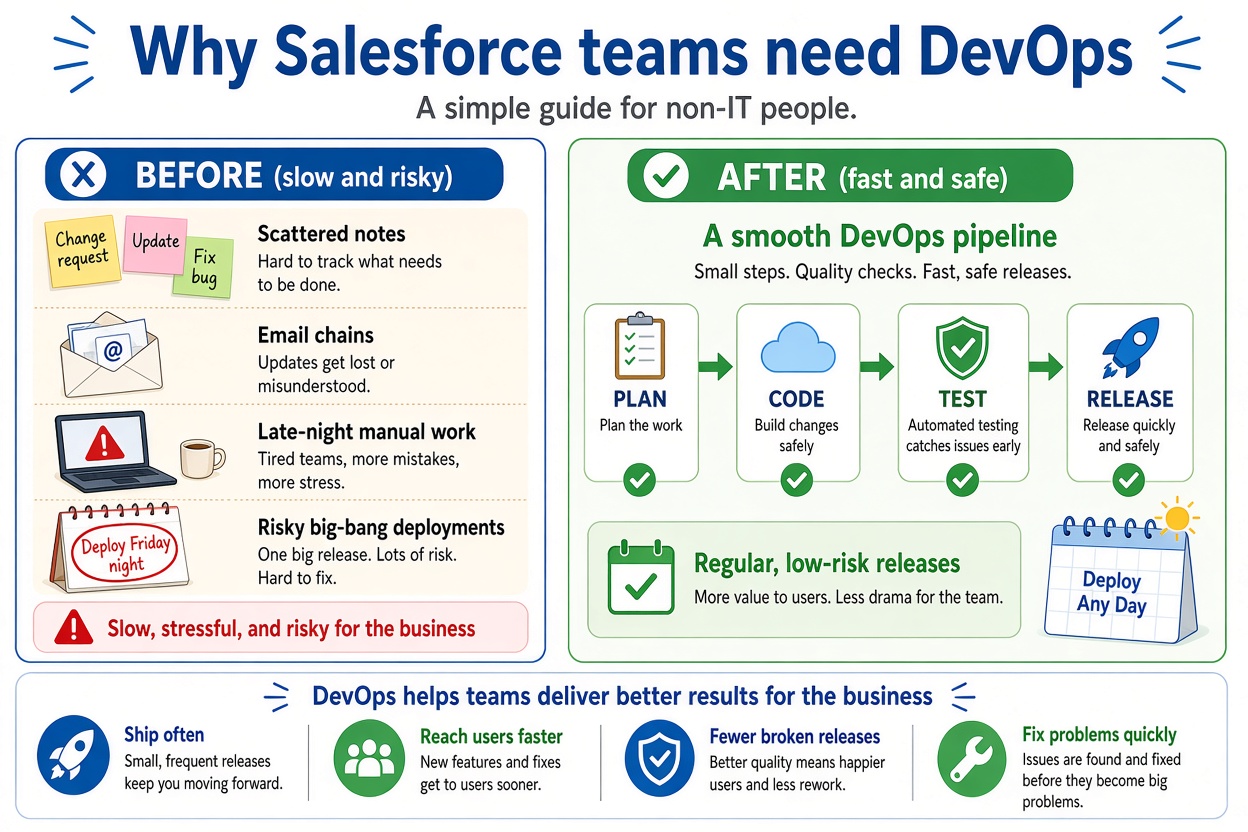 Why Salesforce teams need DevOps
A simple guide for non-IT people.
BEFORE (slow and risky)
Change
request
Update
Fix
bug
Scattered notes
Hard to track what needs
to be done.
@
Email chains
Updates get lost or
misunderstood.
Late-night manual work
Tired teams, more mistakes,
more stress.
Deploy Friday
night
Risky big-bang deployments
One big release. Lots of risk.
Hard to fix.
Slow, stressful, and risky for the business
AFTER (fast and safe)
A smooth DevOps pipeline
Small steps. Quality checks. Fast, safe releases.
PLAN
Plan the work
CODE
Build changes
safely
TEST
Automated testing
catches issues early
RELEASE
Release quickly
and safely
Regular, low-risk releases
More value to users. Less drama for the team.
Deploy
Any Day
DevOps helps teams deliver better results for the business
Ship often
Small, frequent releases
keep you moving forward.
Reach users faster
New features and fixes
get to users sooner.
Fewer broken releases
Better quality means happier
users and less rework.
Fix problems quickly
Issues are found and fixed
before they become big
problems.